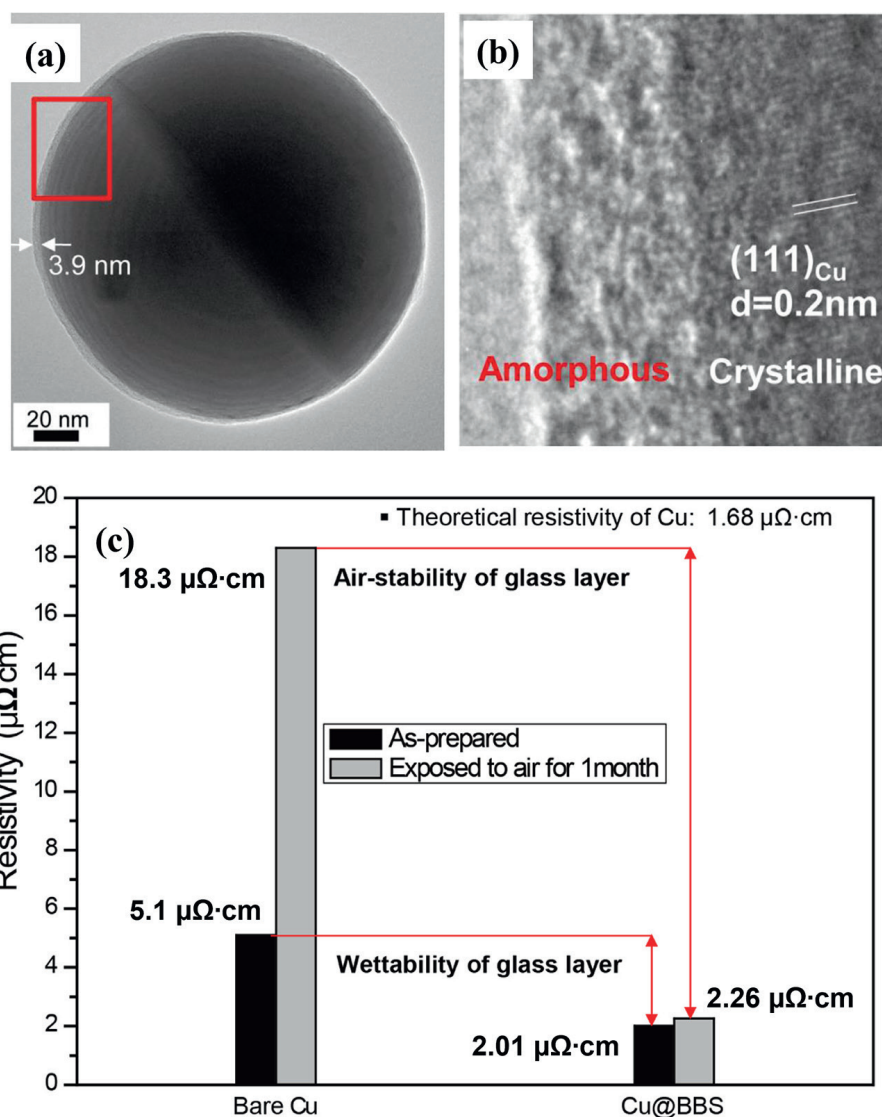 (a)
3.9 nm
20 nm
(b)
(111)Cu
d=0.2nm
Amorphous
Crystalline
(c)
▪ Theoretical resistivity of Cu: 1.68 μΩ·cm
18.3 μΩ·cm
Air-stability of glass layer
As-prepared
Exposed to air for 1month
5.1 μΩ·cm
Wettability of glass layer
2.26 μΩ·cm
2.01 μΩ·cm
Resistivity (μΩcm)
20
18
16
14
12
10
8
6
4
2
0
Bare Cu
Cu@BBS